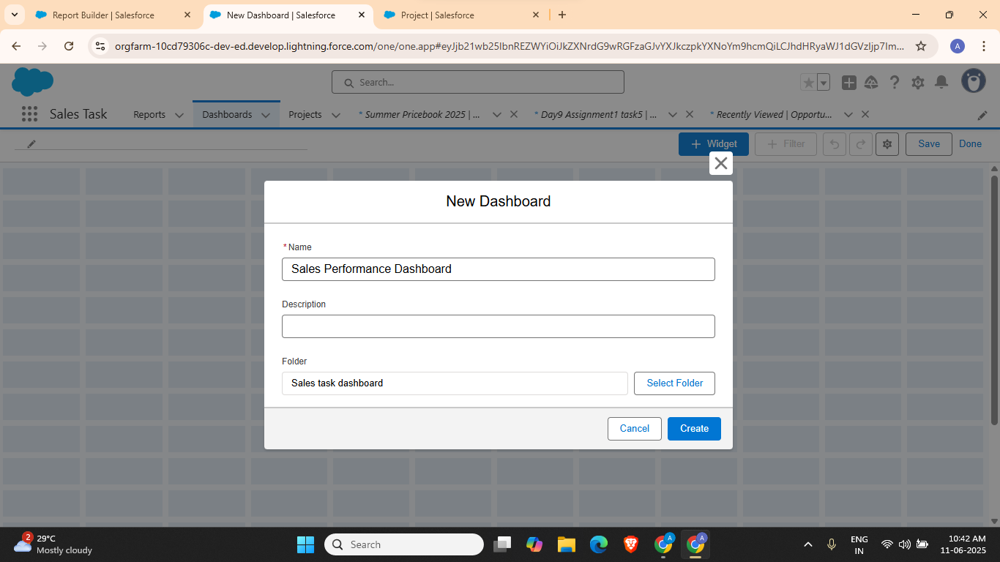 Report Builder | Salesforce
New Dashboard | Salesforce
Project | Salesforce
orgfarm-10cd79306c-dev-ed.develop.lightning.force.com/one/one.app#
A
Search...
Sales Task
Reports
Dashboards
Projects
* Summer Pricebook 2025 | ...
* Day9 Assignment1 task5 | ...
* Recently Viewed | Opportu...
Widget
Filter
Save
Done
New Dashboard
* Name
Sales Performance Dashboard
Description
Folder
Sales task dashboard
Select Folder
Cancel
Create
2
29°C
Mostly cloudy
Search
A
A
ENG
IN
10:42 AM
11-06-2025